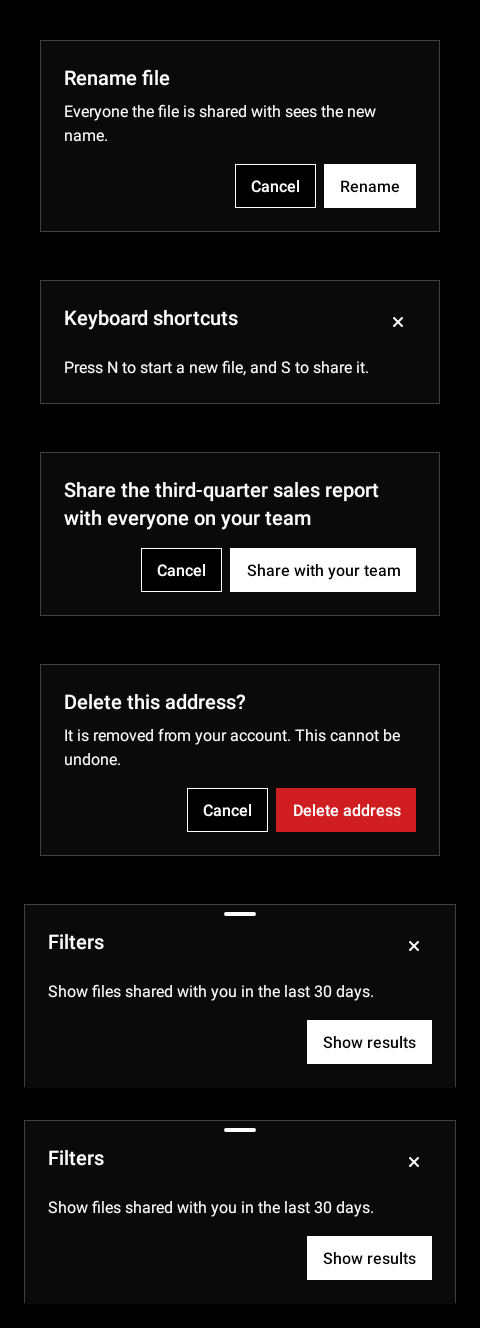 Rename file
Everyone the file is shared with sees the new
name.
Cancel
Rename
Keyboard shortcuts
Press N to start a new file, and S to share it.
Share the third-quarter sales report
with everyone on your team
Cancel
Share with your team
Delete this address?
It is removed from your account. This cannot be
undone.
Cancel
Delete address
Filters
Show files shared with you in the last 30 days.
Show results
Filters
Show files shared with you in the last 30 days.
Show results